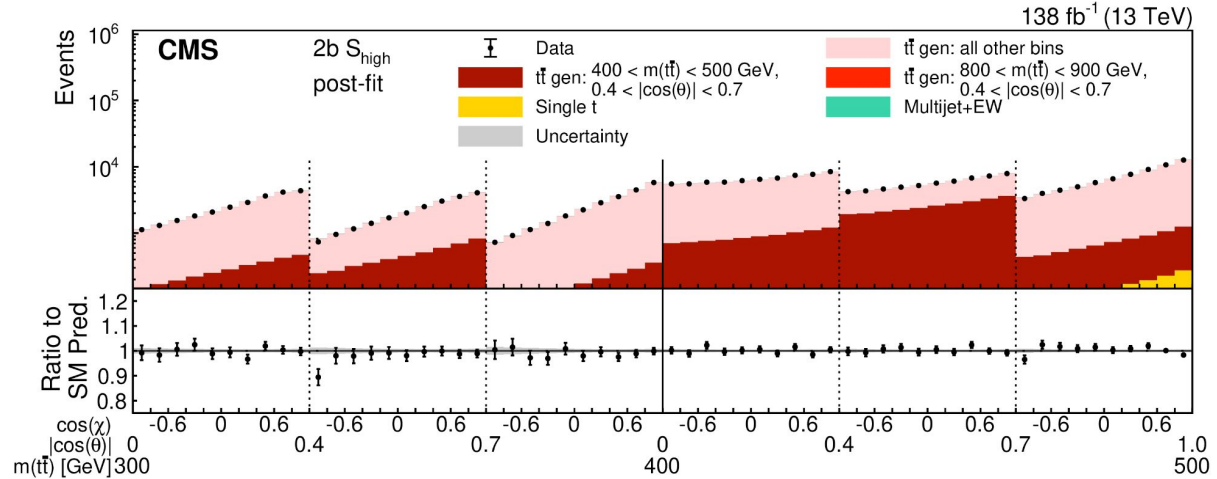 138 fb⁻¹ (13 TeV)
Events
10⁶
10⁵
10⁴
CMS
2b S_high
post-fit
Data
tt̄ gen: 400 < m(tt̄) < 500 GeV,
0.4 < |cos(θ)| < 0.7
Single t
Uncertainty
tt̄ gen: all other bins
tt̄ gen: 800 < m(tt̄) < 900 GeV,
0.4 < |cos(θ)| < 0.7
Multijet+EW
Ratio to
SM Pred.
1.2
1.1
1
0.9
0.8
cos(χ) -0.6 0 0.6 -0.6 0 0.6 -0.6 0 0.6 -0.6 0 0.6 -0.6 0 0.6 -0.6 0 0.6
|cos(θ)| 0 0.4 0.7 0 0.4 0.7 1.0
m(tt̄) [GeV] 300 400 500